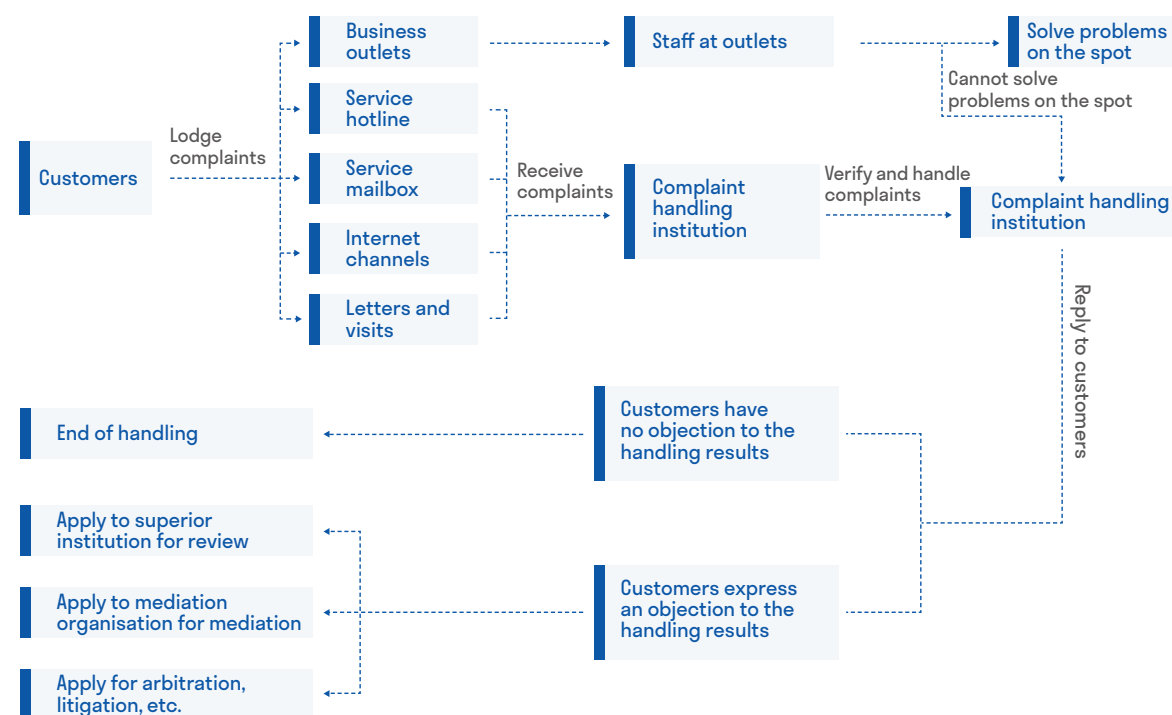 Business
outlets
Staff at outlets
Solve problems
on the spot
Cannot solve
problems on the spot
Service
hotline
Lodge
complaints
Customers
Service
mailbox
Receive
complaints
Complaint
handling
institution
Verify and handle
complaints
Complaint handling
institution
Internet
channels
Letters and
visits
Reply to customers
Customers have
no objection to the
handling results
End of handling
Customers express
an objection to the
handling results
Apply to superior
institution for review
Apply to mediation
organisation for mediation
Apply for arbitration,
litigation, etc.